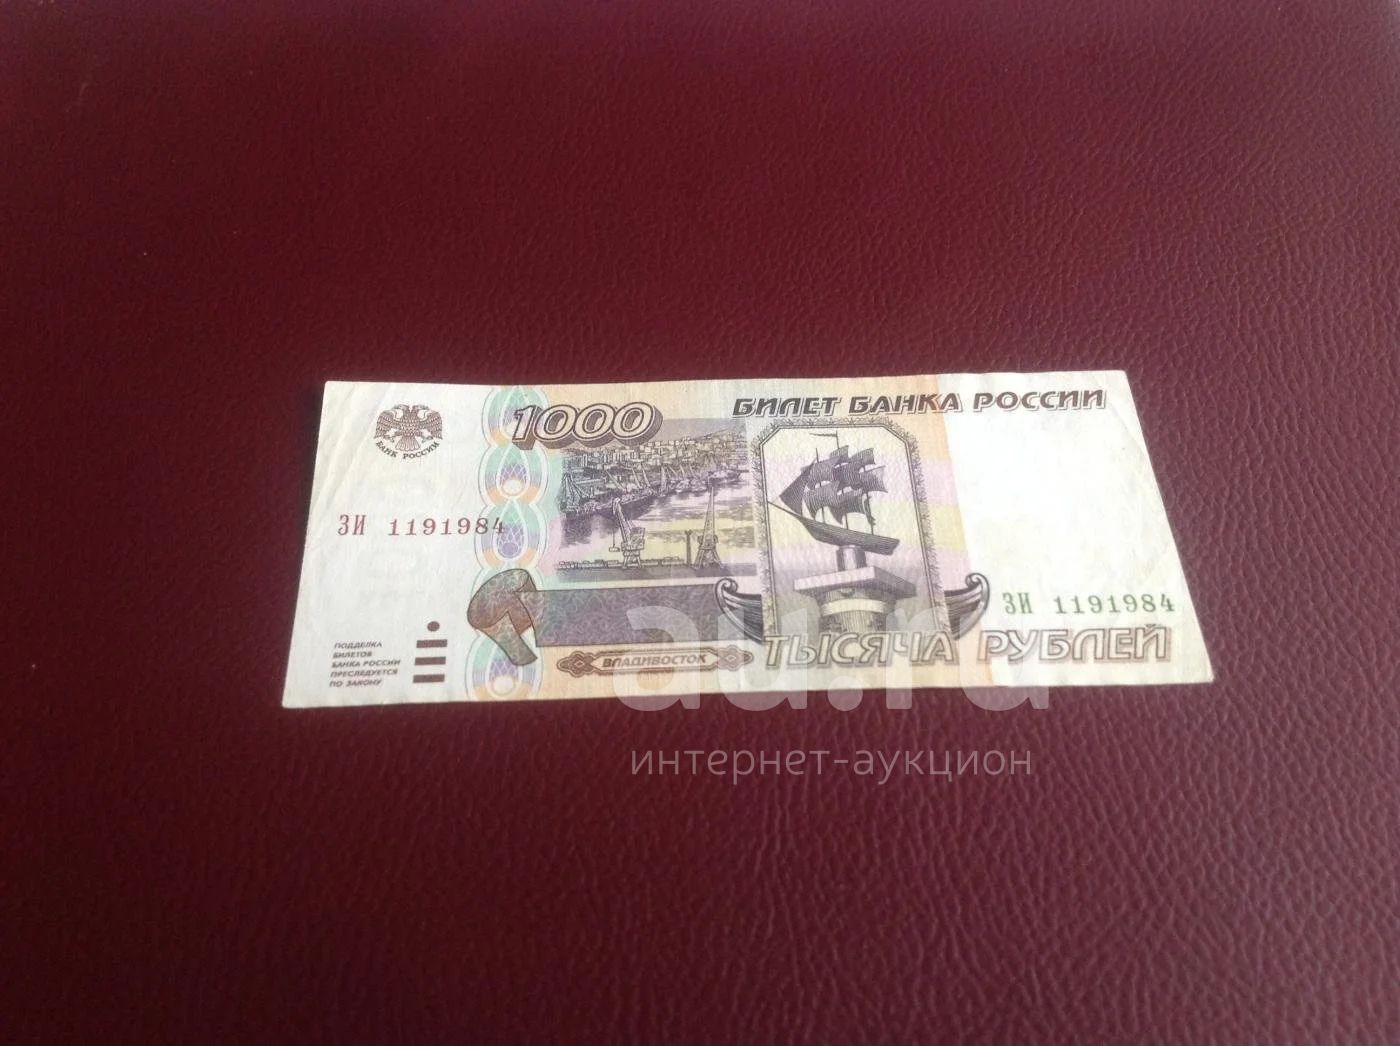 1000
БИЛЕТ БАНКА РОССИИ
БАНК РОССИИ
ЗИ 1191984
ЗИ 1191984
ПОДДЕЛКА
БИЛЕТОВ
БАНКА РОССИИ
ПРЕСЛЕДУЕТСЯ
ПО ЗАКОНУ
ВЛАДИВОСТОК
ТЫСЯЧА РУБЛЕЙ
au.ru
интернет-аукцион